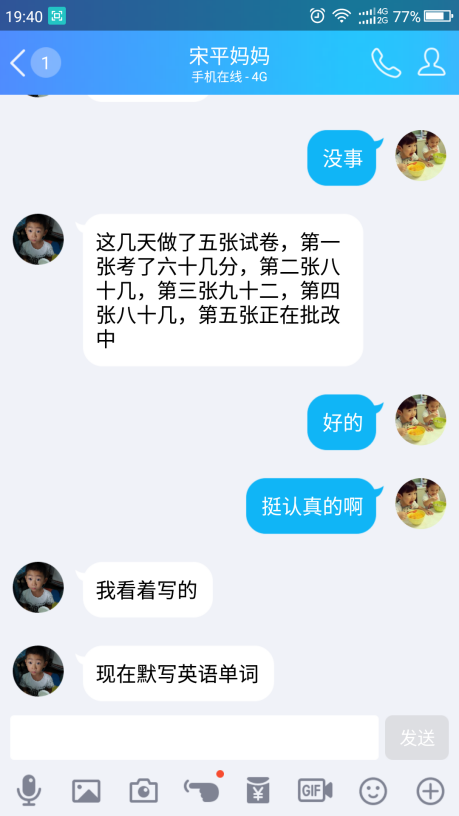 19:40
4G
2G
77%
1
宋平妈妈
手机在线 - 4G
没事
这几天做了五张试卷，第一
张考了六十几分，第二张八
十几，第三张九十二，第四
张八十几，第五张正在批改
中
好的
挺认真的啊
我看着写的
现在默写英语单词
发送
¥
GIF